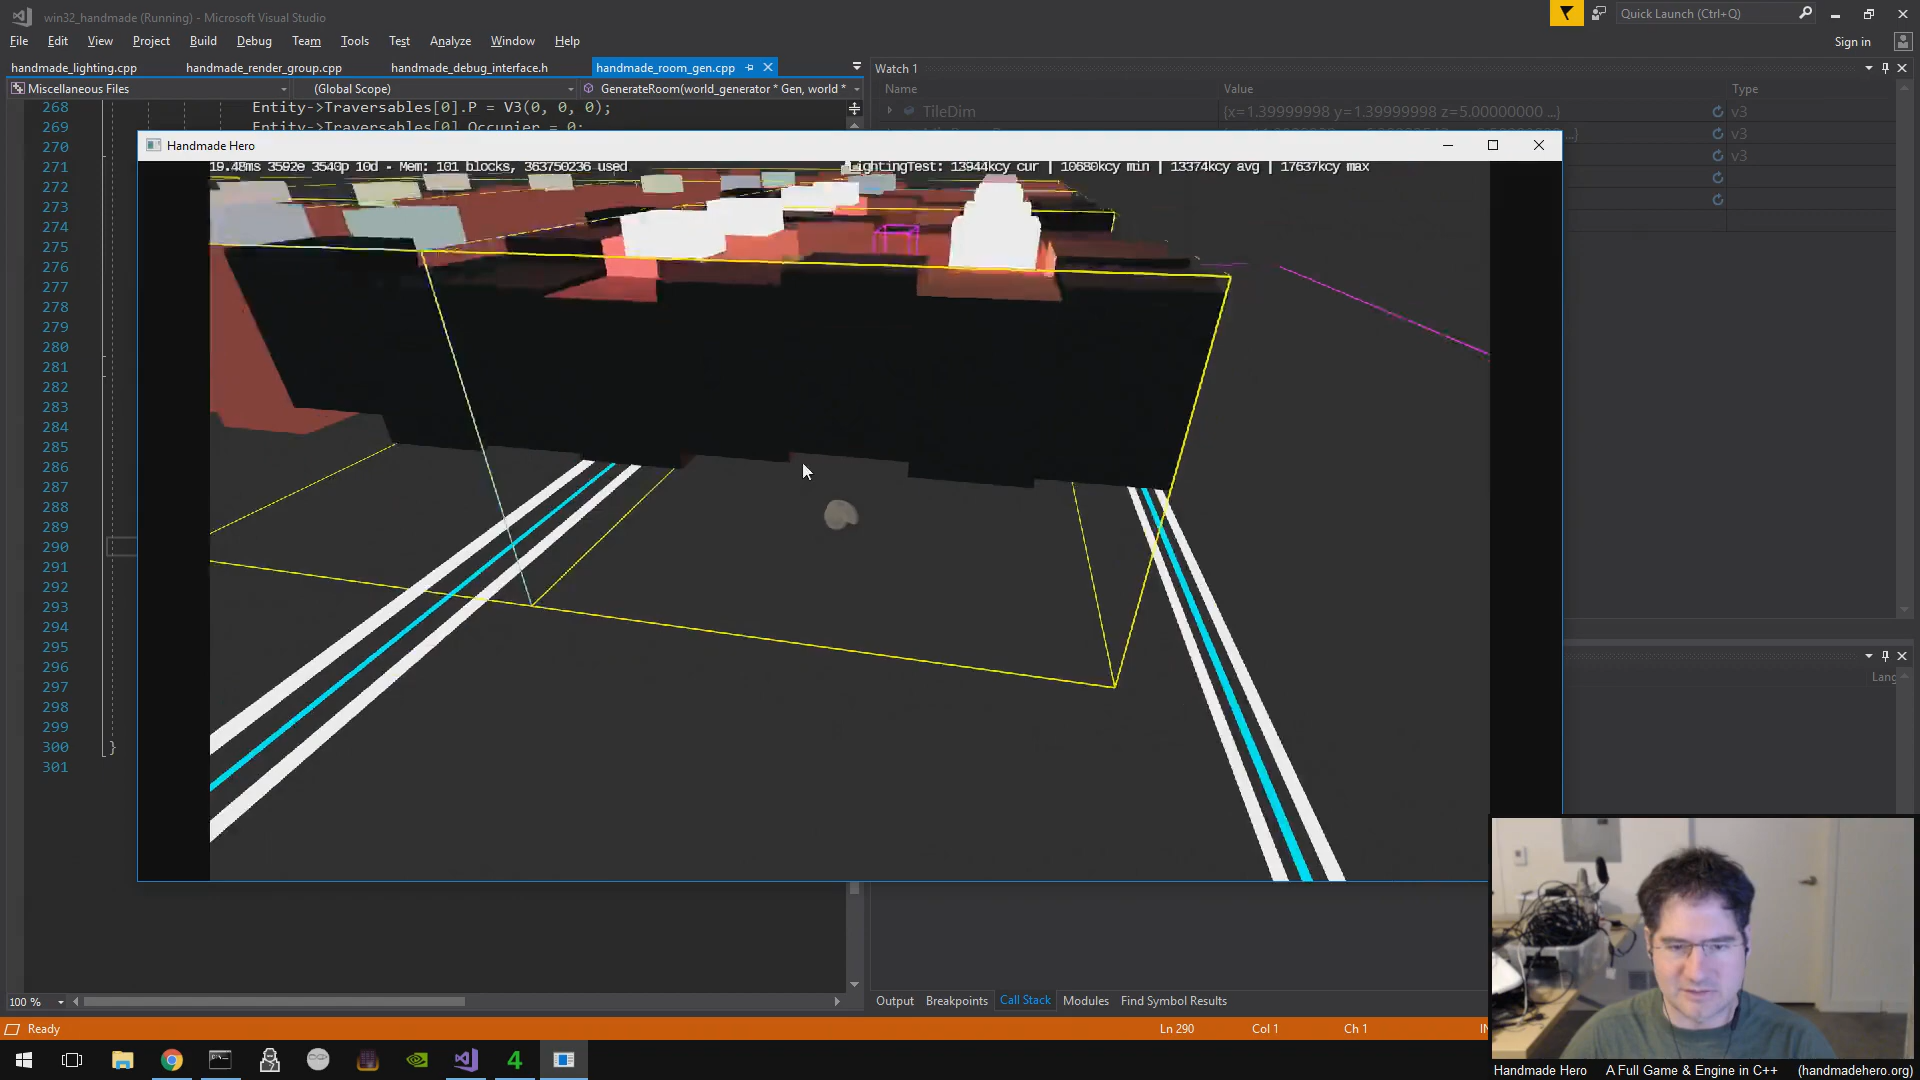 win32_handmade (Running) - Microsoft Visual Studio
Quick Launch (Ctrl+Q)
File Edit View Project Build Debug Team Tools Test Analyze Window Help
Sign in
handmade_lighting.cpp handmade_render_group.cpp handmade_debug_interface.h handmade_room_gen.cpp
Watch 1
Miscellaneous Files (Global Scope) GenerateRoom(world_generator * Gen, world *
Name Value Type
268 Entity->Traversables[0].P = V3(0, 0, 0);
TileDim {x=1.39999998 y=1.39999998 z=5.00000000 ...} v3
269 Entity->Traversables[0].Occupier = 0;
v3
270
Handmade Hero
v3
271
19.48ms 3592e 3540p 10d - Mem: 101 blocks, 363750236 used
LightingTest: 13944kcy cur | 10680kcy min | 13374kcy avg | 17637kcy max
272
273
274
275
276
277
278
279
280
281
282
283
284
285
286
287
288
289
290
291
292
293
294
295
296
297
298
299
300 }
301
Lang
100 %
Output Breakpoints Call Stack Modules Find Symbol Results
Ready Ln 290 Col 1 Ch 1
4
Handmade Hero A Full Game & Engine in C++ (handmadehero.org)